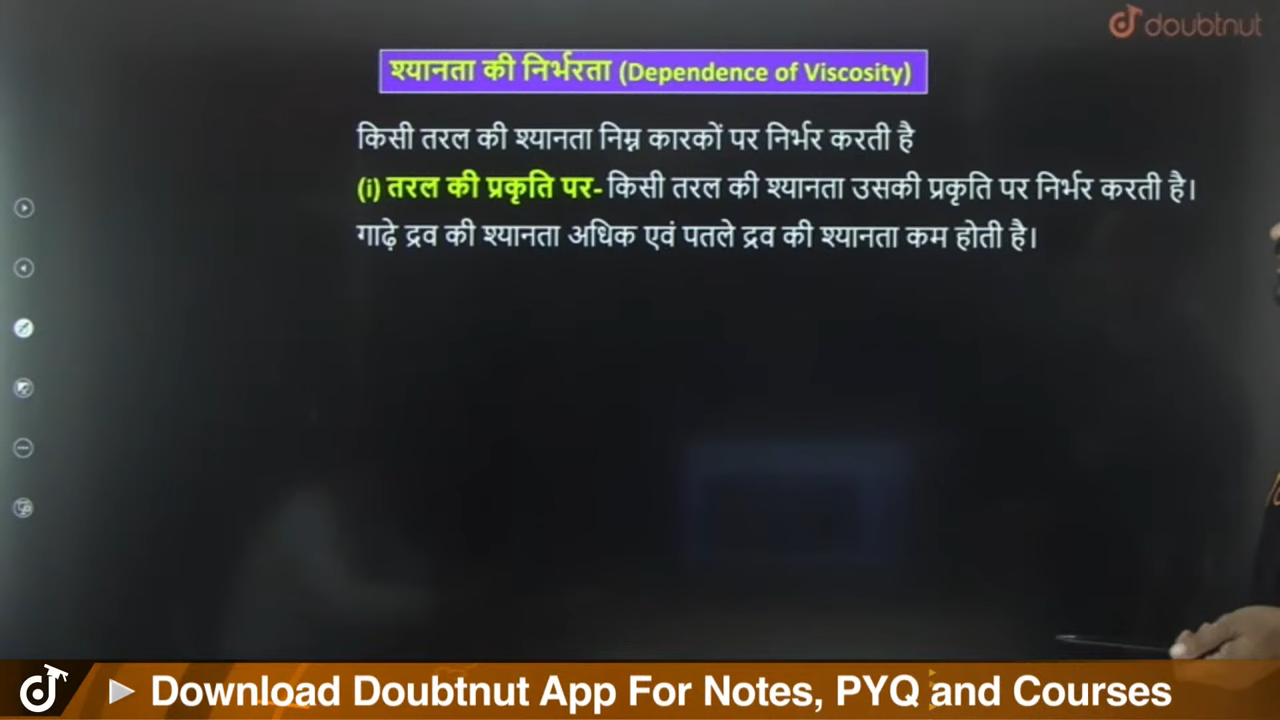 doubtnut
श्यानता की निर्भरता (Dependence of Viscosity)
किसी तरल की श्यानता निम्न कारकों पर निर्भर करती है
(i) तरल की प्रकृति पर- किसी तरल की श्यानता उसकी प्रकृति पर निर्भर करती है।
गाढ़े द्रव की श्यानता अधिक एवं पतले द्रव की श्यानता कम होती है।
Download Doubtnut App For Notes, PYQ and Courses